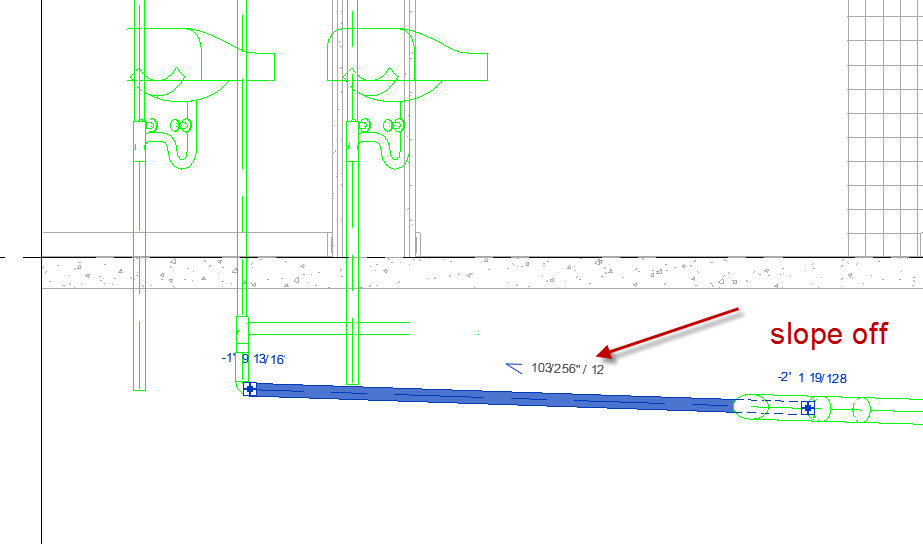 slope off
-1' 9 13/16'
103/256" / 12
-2' 1 19/128